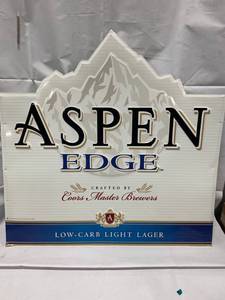 ASPEN
EDGE
CRAFTED BY
Coors Master Brewers
LOW-CARB LIGHT LAGER